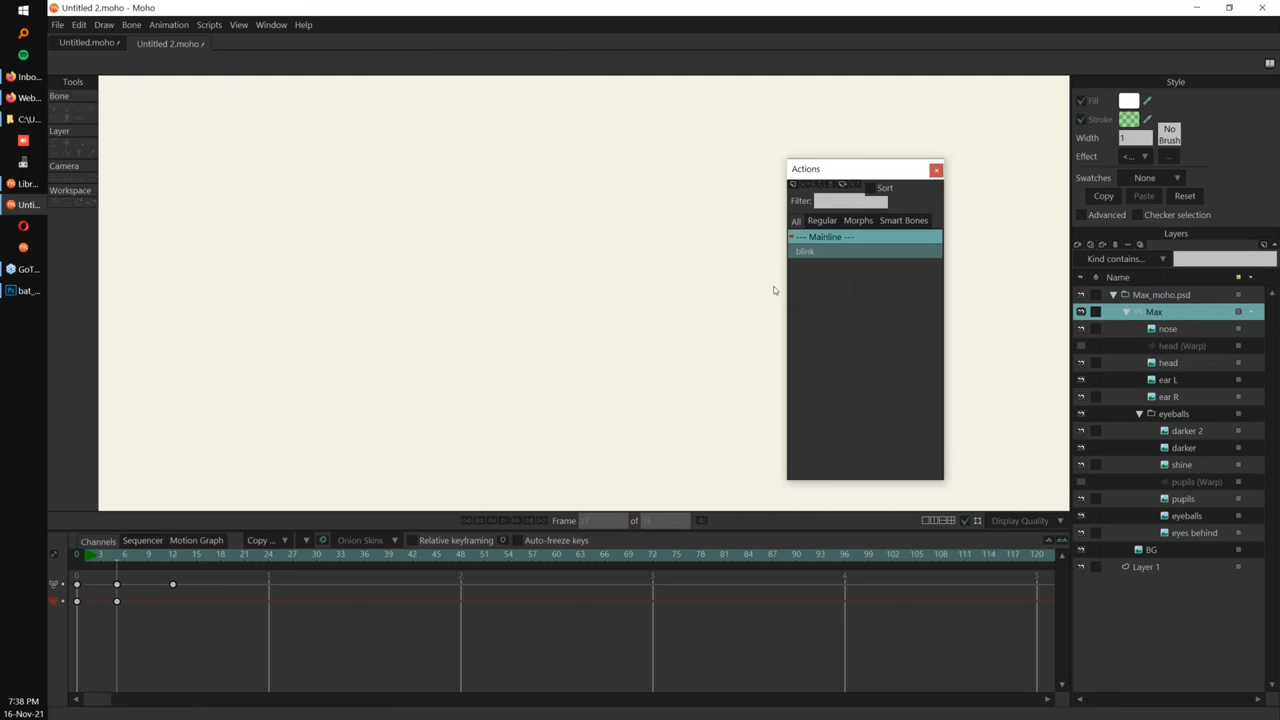 Untitled 2.moho - Moho
File Edit Draw Bone Animation Scripts View Window Help
Untitled.moho
Untitled 2.moho
Tools
Bone
Layer
Camera
Workspace
Inbo...
Web...
C:\U...
Libr...
Unti...
GoT...
bat_...
7:38 PM
16-Nov-21
Actions
Sort
Filter:
All Regular Morphs Smart Bones
--- Mainline ---
blink
Style
Fill
Stroke
Width 1
No Brush
Effect <...
Swatches None
Copy Paste Reset
Advanced Checker selection
Layers
Kind contains...
Name
Max_moho.psd
Max
nose
head (Warp)
head
ear L
ear R
eyeballs
darker 2
darker
shine
pupils (Warp)
pupils
eyeballs
eyes behind
BG
Layer 1
Frame of Display Quality
Channels Sequencer Motion Graph Copy ... Onion Skins Relative keyframing Auto-freeze keys
0 3 6 9 12 15 18 21 24 27 30 33 36 39 42 45 48 51 54 57 60 63 66 69 72 75 78 81 84 87 90 93 96 99 102 105 108 111 114 117 120
0 1 2 3 4 5